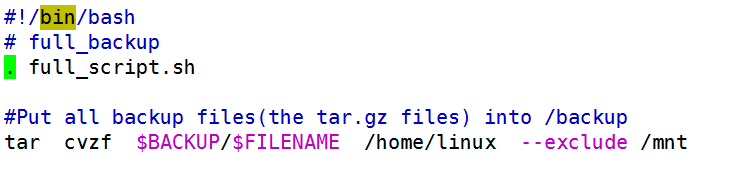 #!/bin/bash
# full_backup
. full_script.sh

#Put all backup files(the tar.gz files) into /backup
tar  cvzf  $BACKUP/$FILENAME  /home/linux  --exclude /mnt